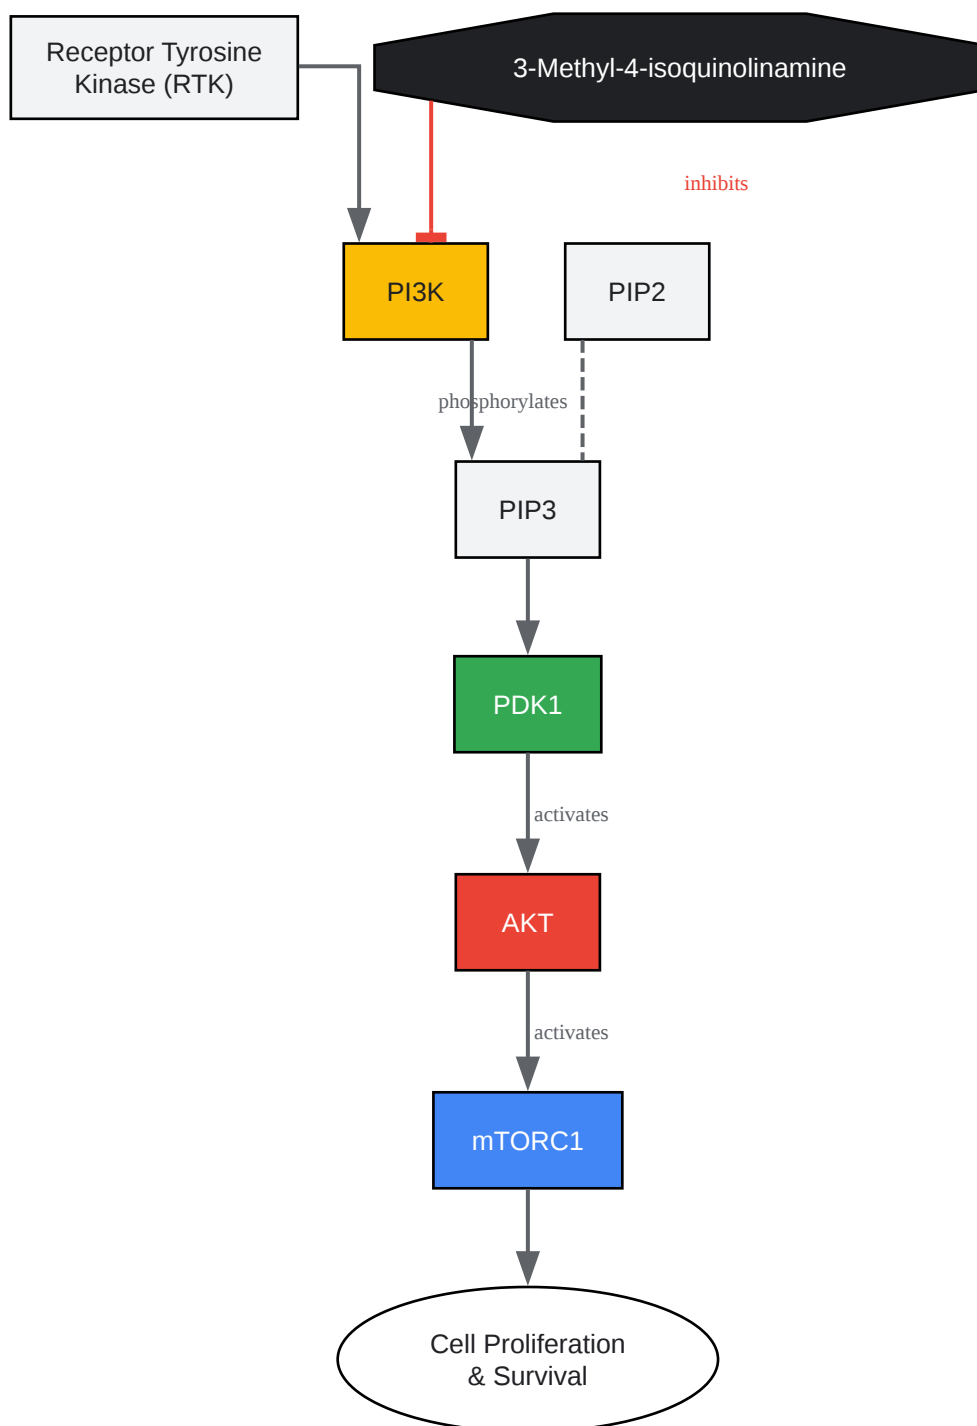 Receptor Tyrosine
Kinase (RTK)
3-Methyl-4-isoquinolinamine
inhibits
PI3K
PIP2
phosphorylates
PIP3
PDK1
activates
AKT
activates
mTORC1
Cell Proliferation
& Survival